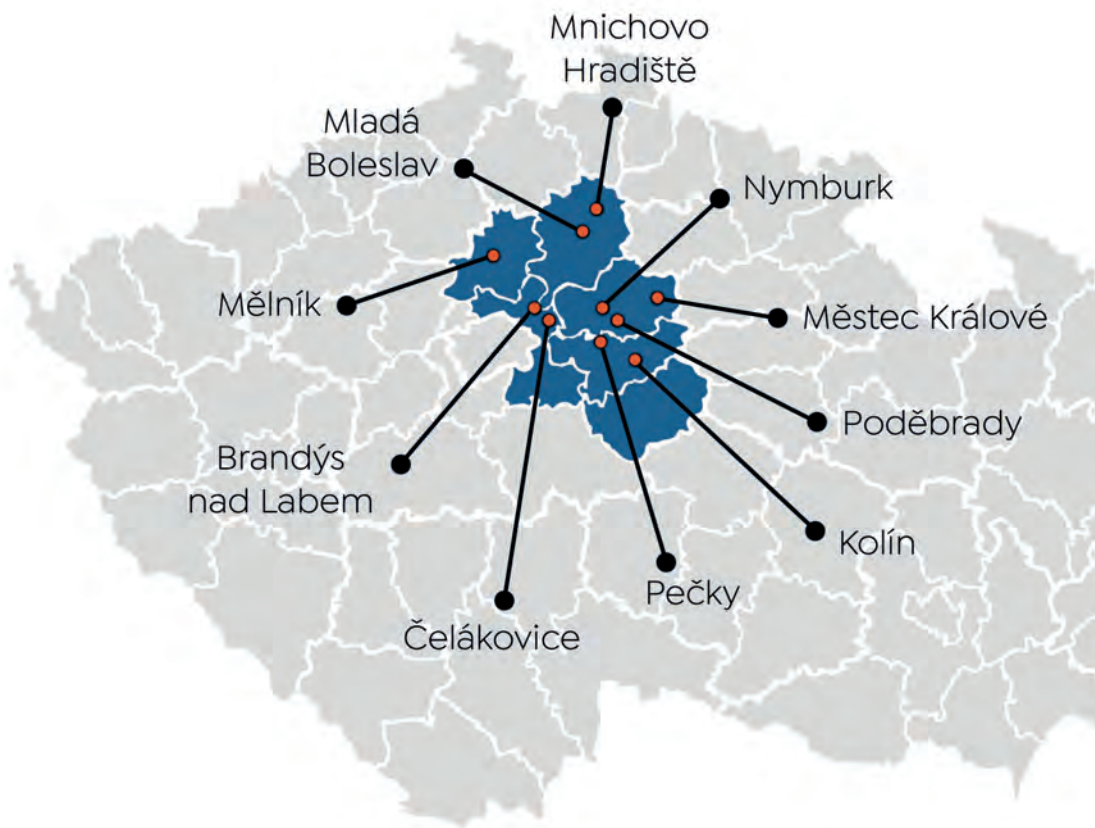 Mnichovo
Hradiště
Mladá
Boleslav
Nymburk
Mělník
Městec Králové
Poděbrady
Brandýs
nad Labem
Kolín
Pečky
Čelákovice